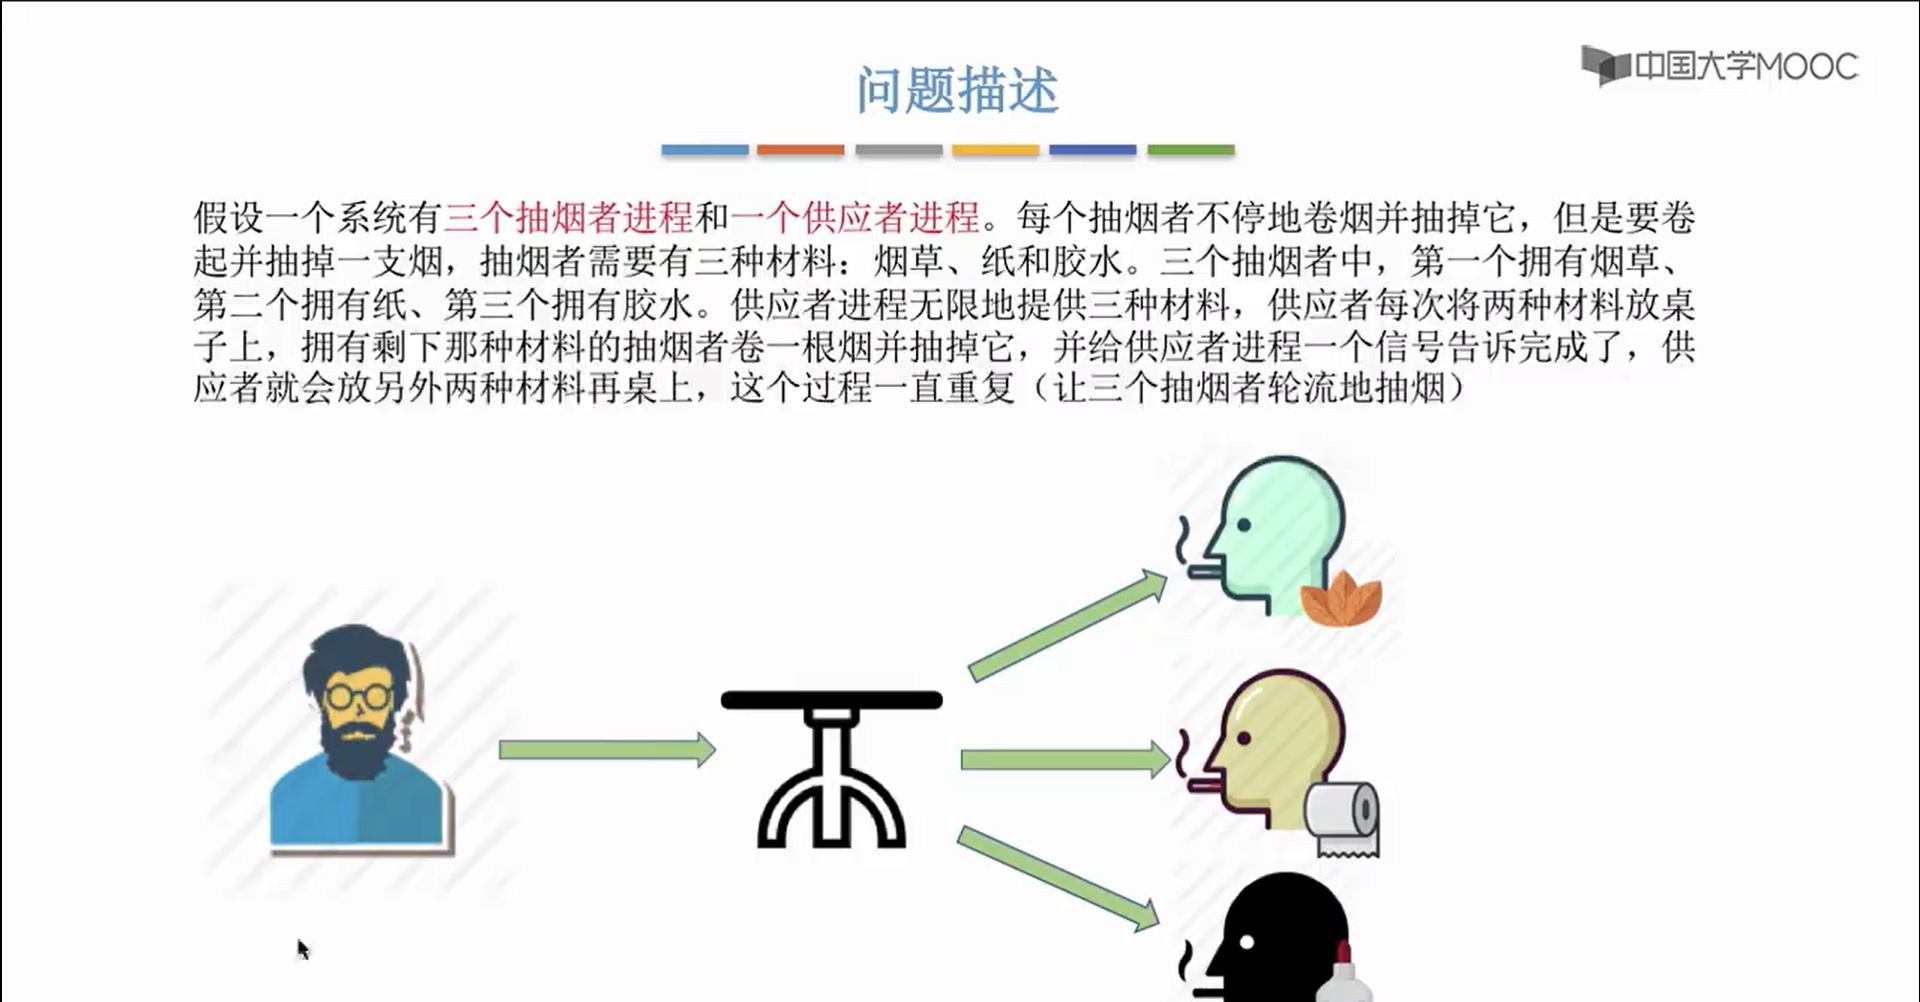 中国大学MOOC
问题描述
假设一个系统有三个抽烟者进程和一个供应者进程。每个抽烟者不停地卷烟并抽掉它，但是要卷
起并抽掉一支烟，抽烟者需要有三种材料：烟草、纸和胶水。三个抽烟者中，第一个拥有烟草、
第二个拥有纸、第三个拥有胶水。供应者进程无限地提供三种材料，供应者每次将两种材料放桌
子上，拥有剩下那种材料的抽烟者卷一根烟并抽掉它，并给供应者进程一个信号告诉完成了，供
应者就会放另外两种材料再桌上，这个过程一直重复（让三个抽烟者轮流地抽烟）